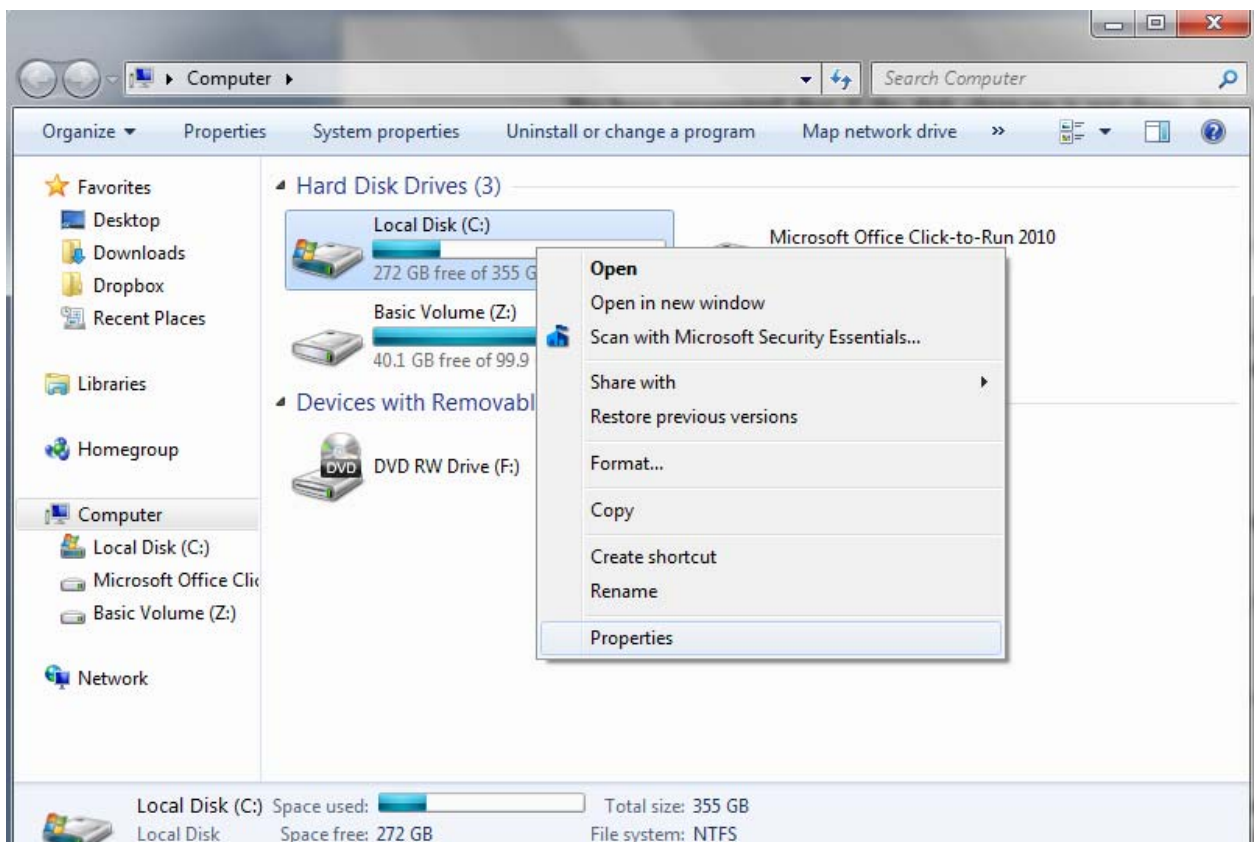 Computer
Search Computer
Organize Properties System properties Uninstall or change a program Map network drive »
Favorites
Desktop
Downloads
Dropbox
Recent Places
Libraries
Homegroup
Computer
Local Disk (C:)
Microsoft Office Clic
Basic Volume (Z:)
Network
Hard Disk Drives (3)
Local Disk (C:)
272 GB free of 355 G
Microsoft Office Click-to-Run 2010
Basic Volume (Z:)
40.1 GB free of 99.9
Devices with Removabl
DVD
DVD RW Drive (F:)
Open
Open in new window
Scan with Microsoft Security Essentials...
Share with
Restore previous versions
Format...
Copy
Create shortcut
Rename
Properties
Local Disk (C:) Space used: Total size: 355 GB
Local Disk Space free: 272 GB File system: NTFS